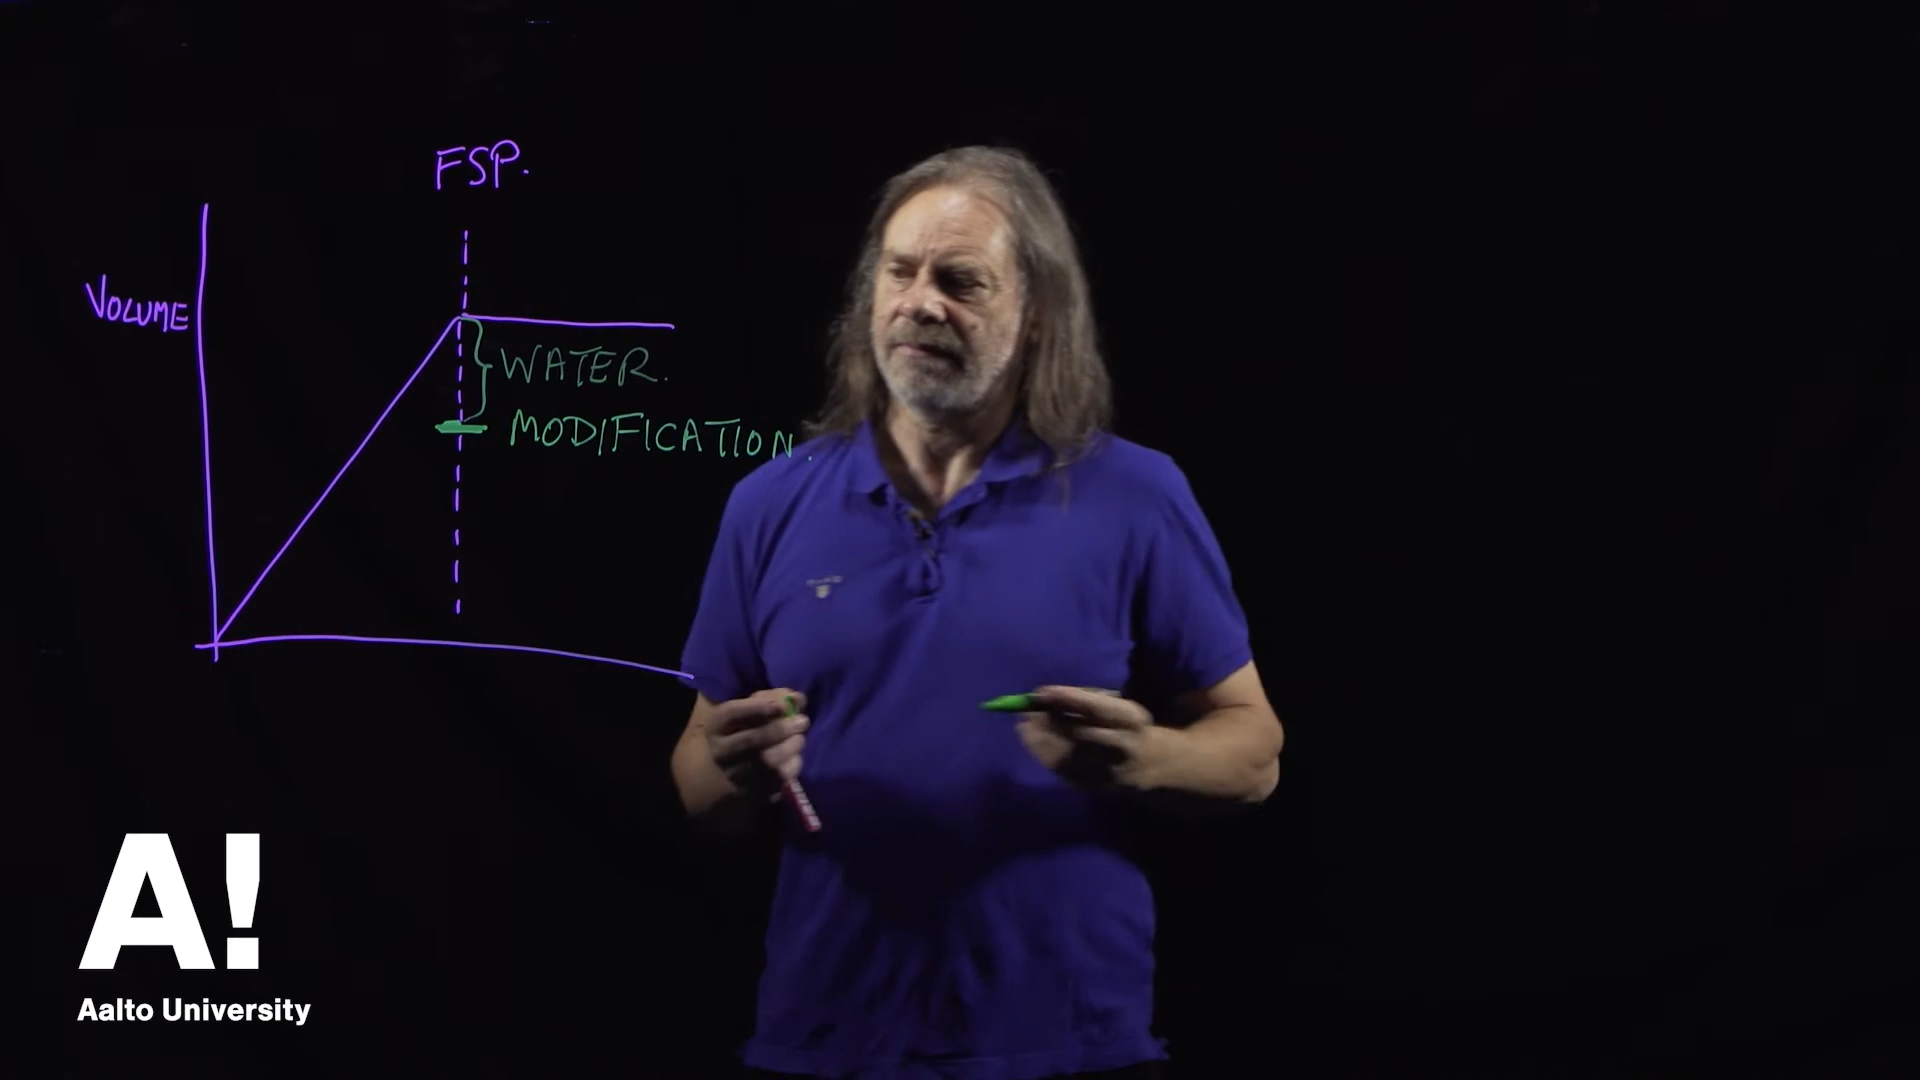 FSP.
VOLUME
WATER.
MODIFICATION.
A!
Aalto University